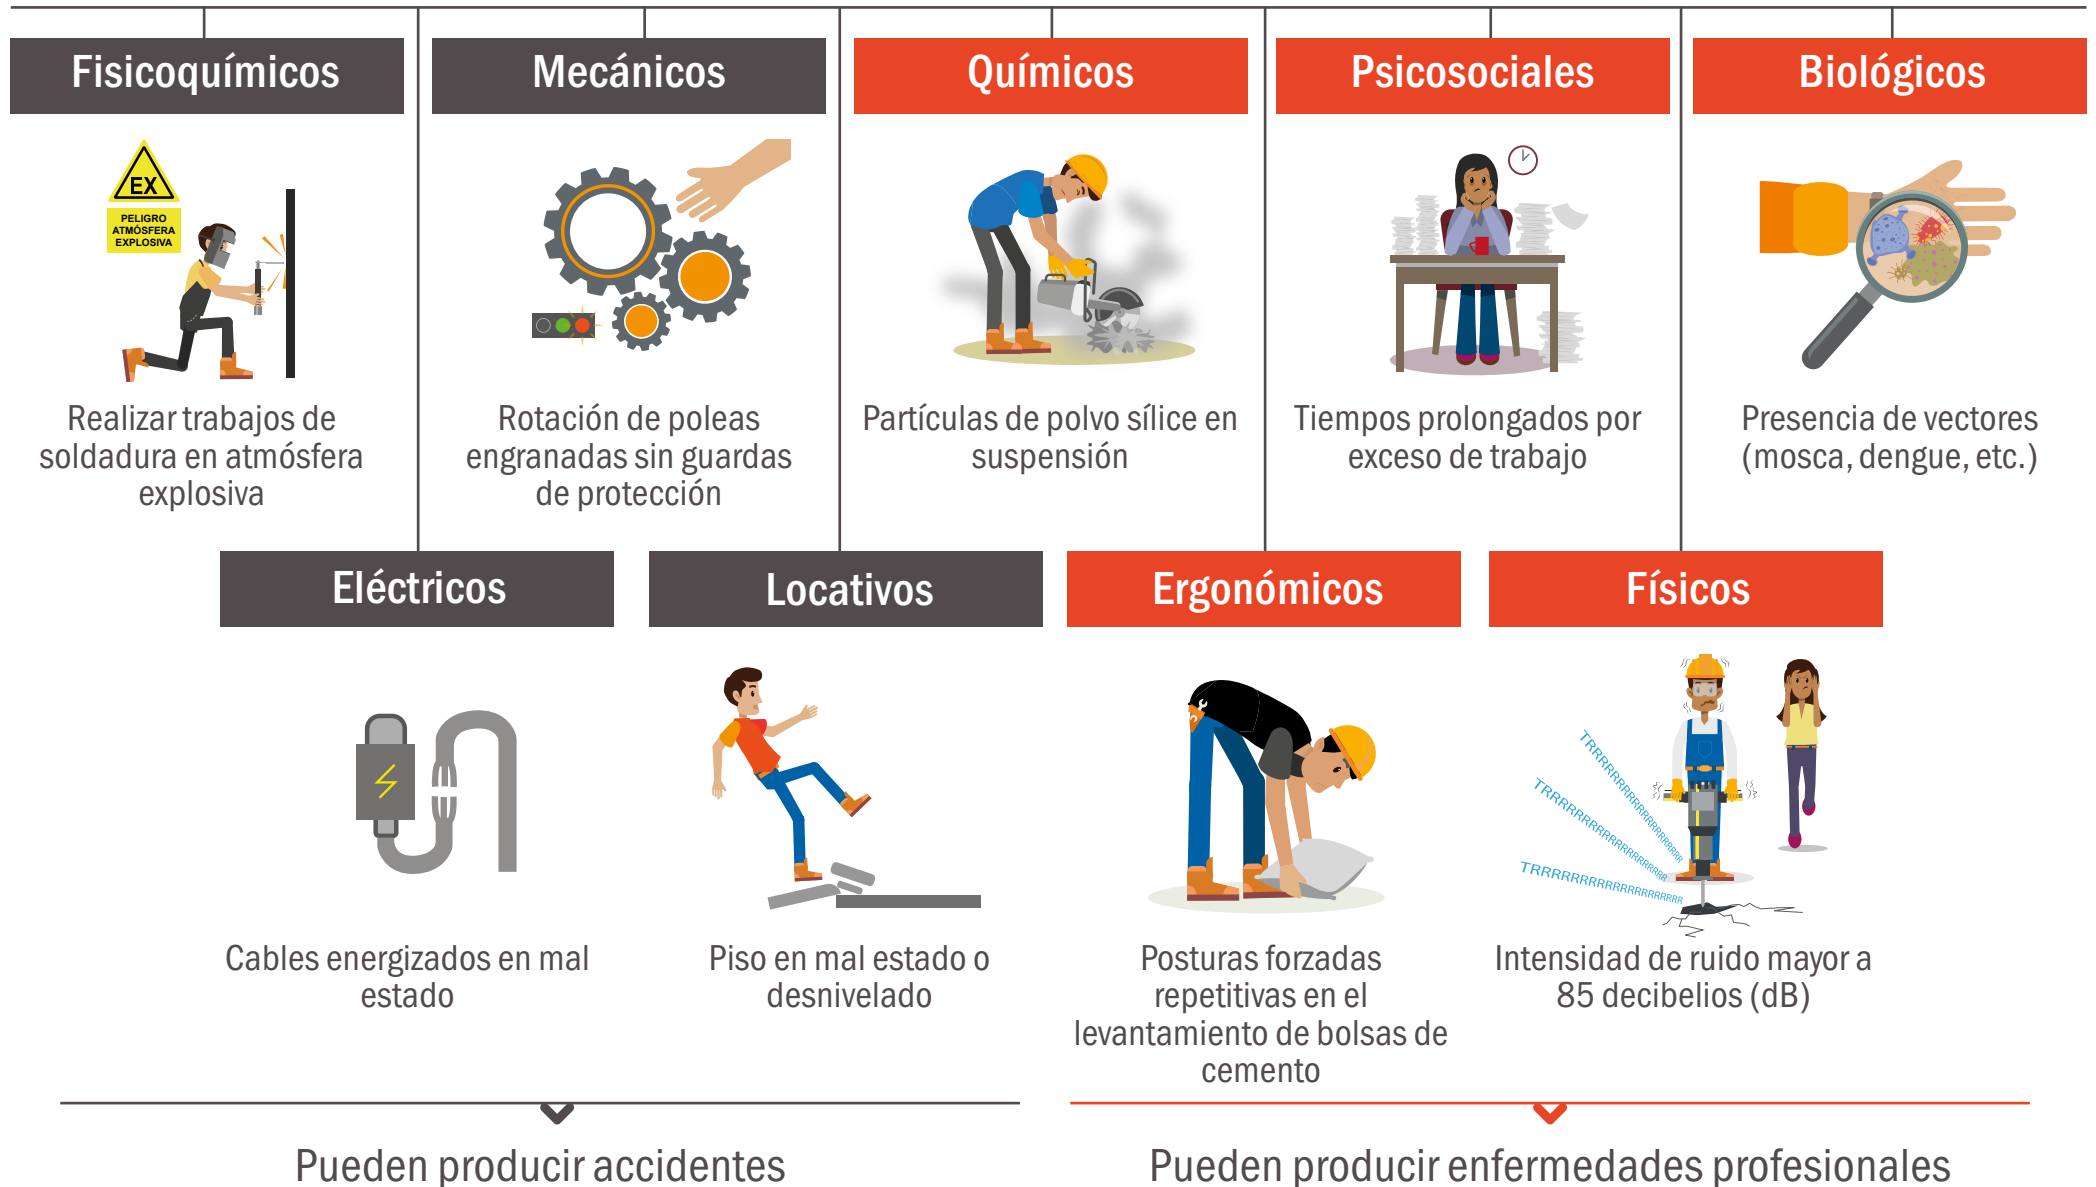 Fisicoquímicos
Mecánicos
Químicos
Psicosociales
Biológicos
EX
PELIGRO
ATMÓSFERA
EXPLOSIVA
Realizar trabajos de
soldadura en atmósfera
explosiva
Rotación de poleas
engranadas sin guardas
de protección
Partículas de polvo sílice en
suspensión
Tiempos prolongados por
exceso de trabajo
Presencia de vectores
(mosca, dengue, etc.)
Eléctricos
Locativos
Ergonómicos
Físicos
TRRRRRRRRRRRRRRRRRRRR
TRRRRRRRRRRRRRRRRRRRR
TRRRRRRRRRRRRRRRRRRRR
Cables energizados en mal
estado
Piso en mal estado o
desnivelado
Posturas forzadas
repetitivas en el
levantamiento de bolsas de
cemento
Intensidad de ruido mayor a
85 decibelios (dB)
Pueden producir accidentes
Pueden producir enfermedades profesionales